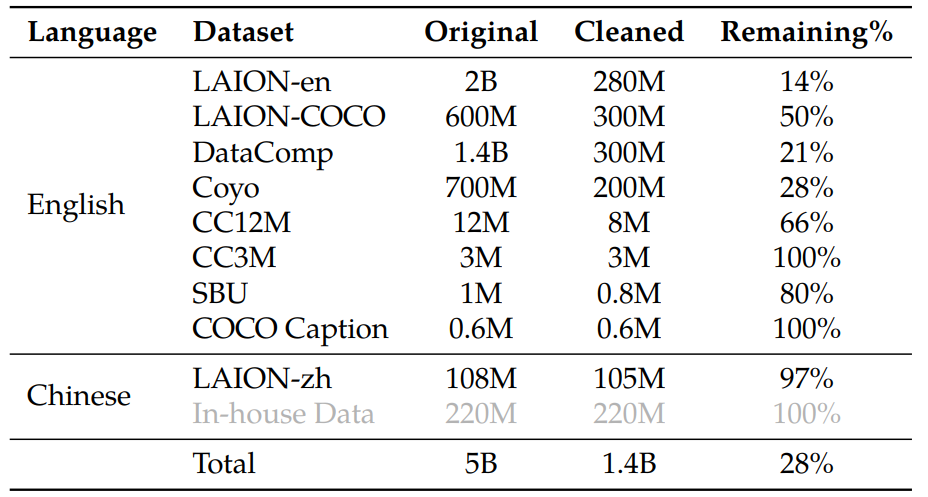 Language Dataset Original Cleaned Remaining%
English
LAION-en 2B 280M 14%
LAION-COCO 600M 300M 50%
DataComp 1.4B 300M 21%
Coyo 700M 200M 28%
CC12M 12M 8M 66%
CC3M 3M 3M 100%
SBU 1M 0.8M 80%
COCO Caption 0.6M 0.6M 100%
Chinese
LAION-zh 108M 105M 97%
In-house Data 220M 220M 100%
Total 5B 1.4B 28%